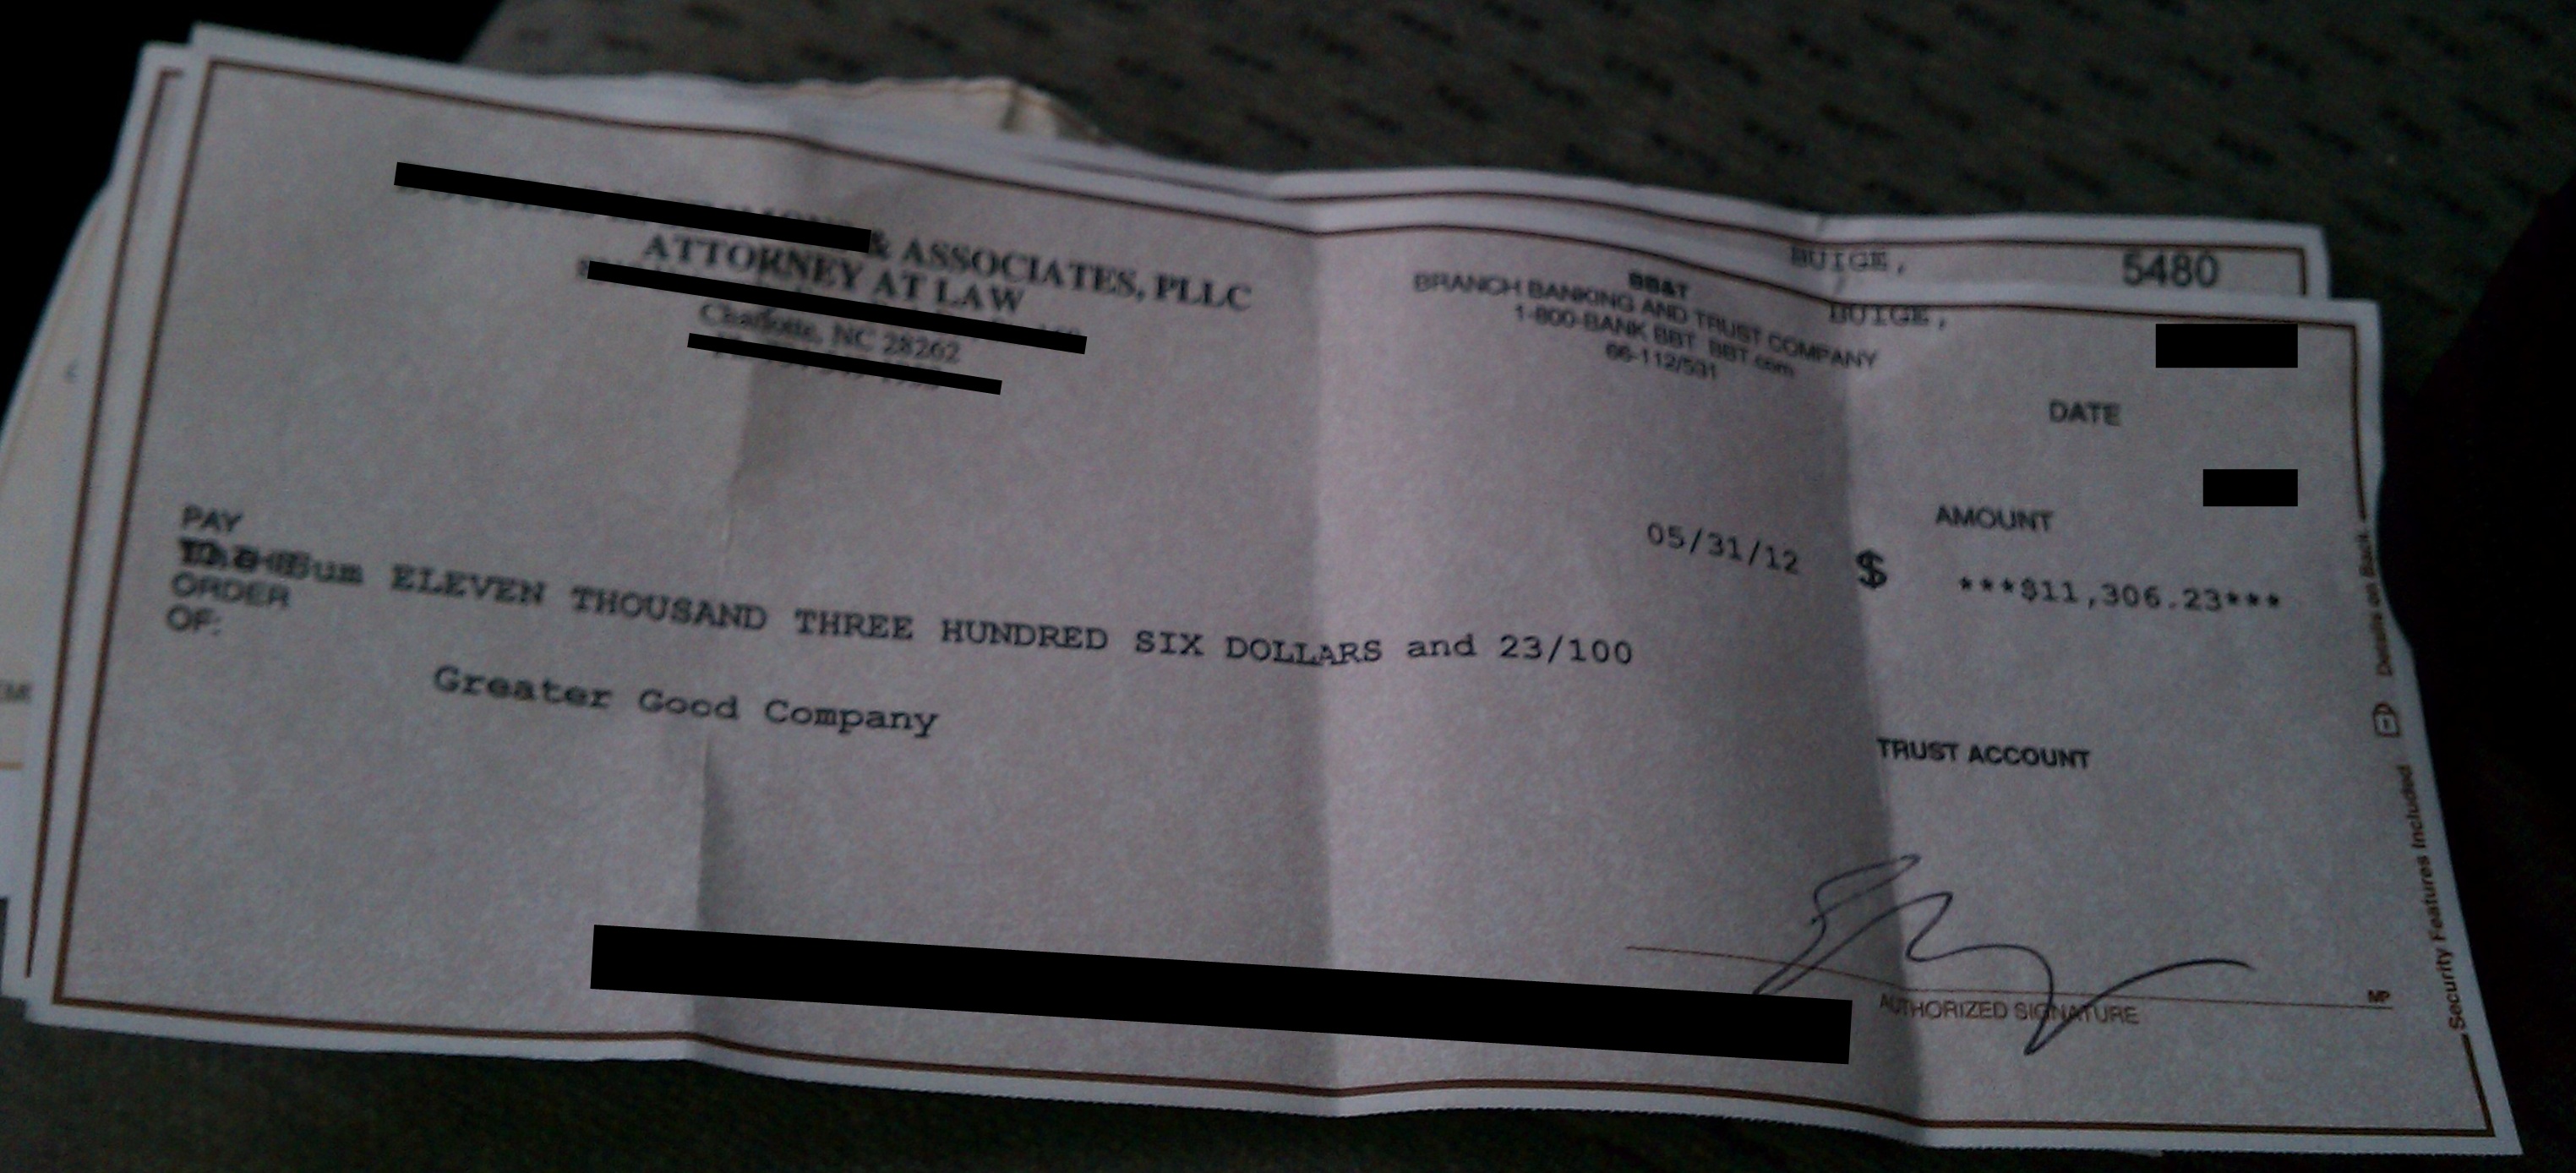 & ASSOCIATES, PLLC
ATTORNEY AT LAW
Charlotte, NC 28262
BB&T
BRANCH BANKING AND TRUST COMPANY
1-800-BANK BBT BBT.com
66-112/531
BUIGE,
5480
BUIGE,
DATE
AMOUNT
05/31/12 $ ***$11,306.23***
PAY
Sum ELEVEN THOUSAND THREE HUNDRED SIX DOLLARS and 23/100
ORDER
OF:
Greater Good Company
TRUST ACCOUNT
AUTHORIZED SIGNATURE
MP
Security Features Included Details on Back.